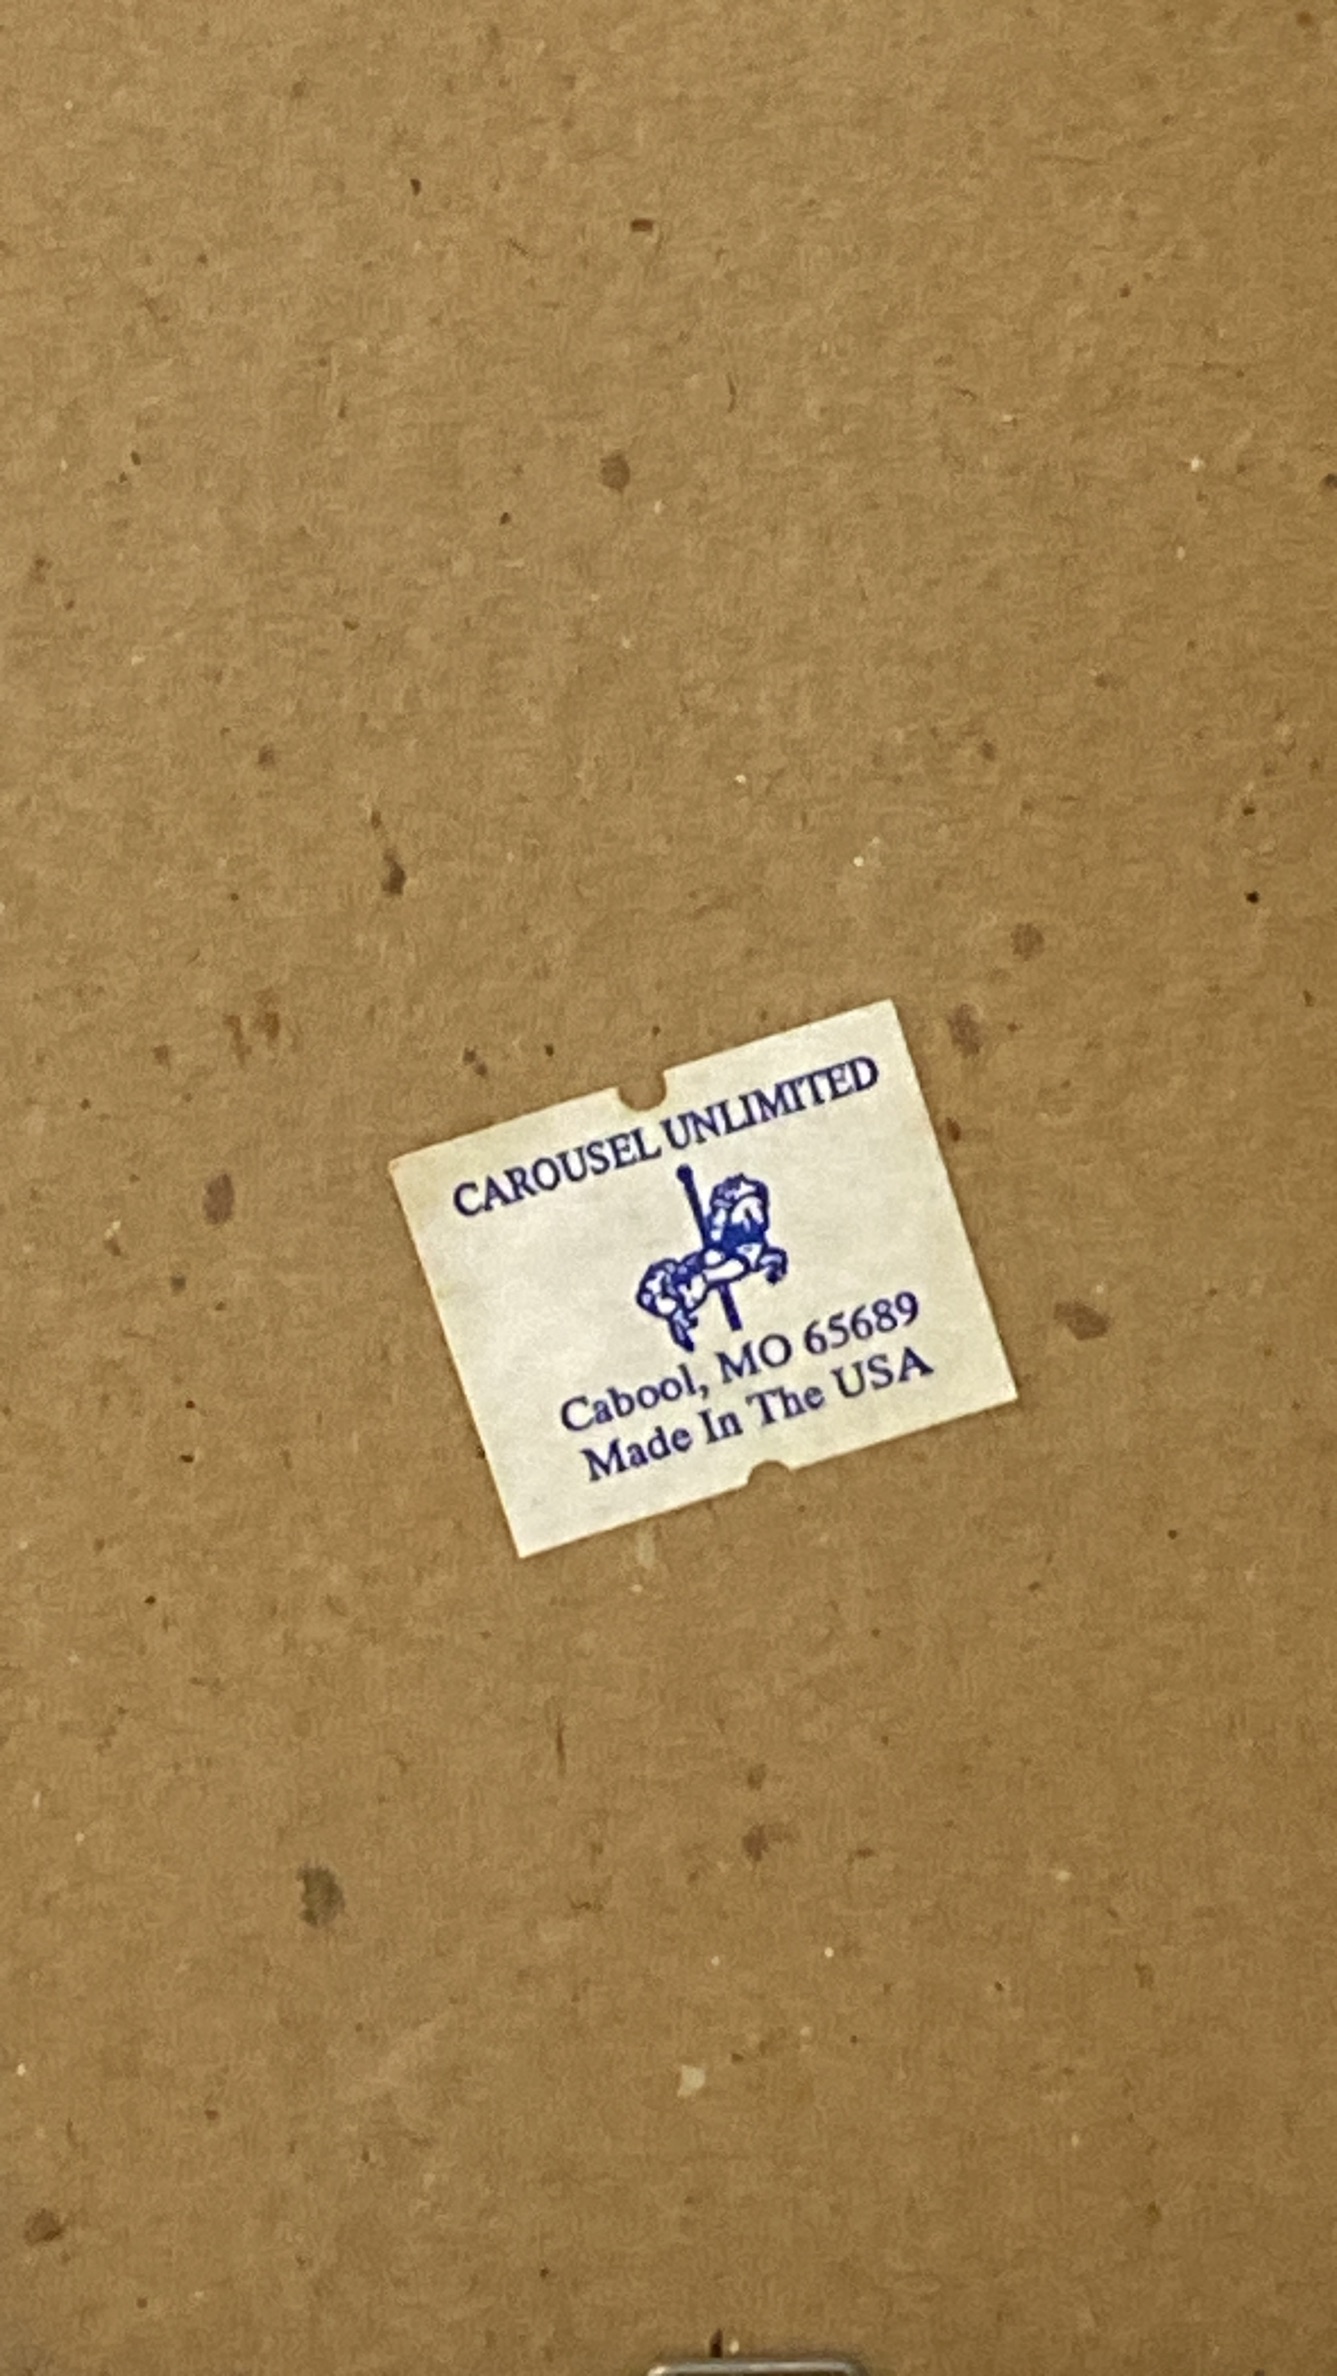 CAROUSEL UNLIMITED
Cabool, MO 65689
Made In The USA